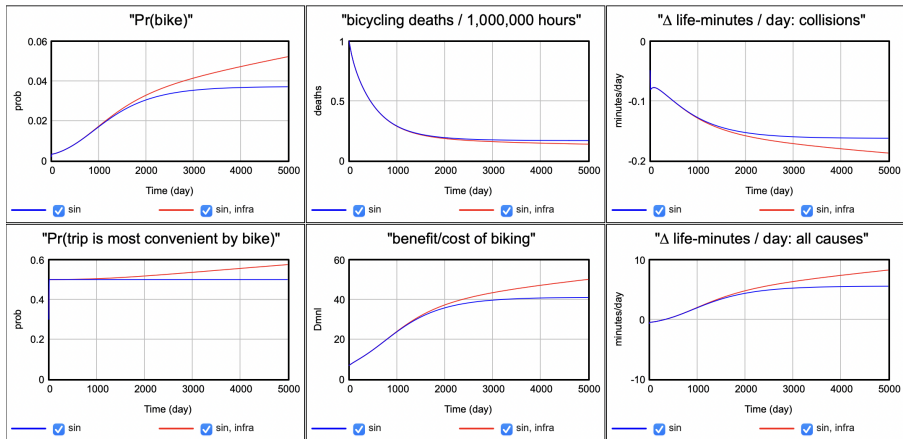 "Pr(bike)"
0.06
0.04
0.02
0
prob
0 1000 2000 3000 4000 5000
Time (day)
sin sin, infra
"bicycling deaths / 1,000,000 hours"
1
0.5
0
deaths
0 1000 2000 3000 4000 5000
Time (day)
sin sin, infra
"Δ life-minutes / day: collisions"
0
-0.1
-0.2
minutes/day
0 1000 2000 3000 4000 5000
Time (day)
sin sin, infra
"Pr(trip is most convenient by bike)"
0.6
0.4
0.2
0
prob
0 1000 2000 3000 4000 5000
Time (day)
sin sin, infra
"benefit/cost of biking"
60
40
20
0
Dmnl
0 1000 2000 3000 4000 5000
Time (day)
sin sin, infra
"Δ life-minutes / day: all causes"
10
0
-10
minutes/day
0 1000 2000 3000 4000 5000
Time (day)
sin sin, infra